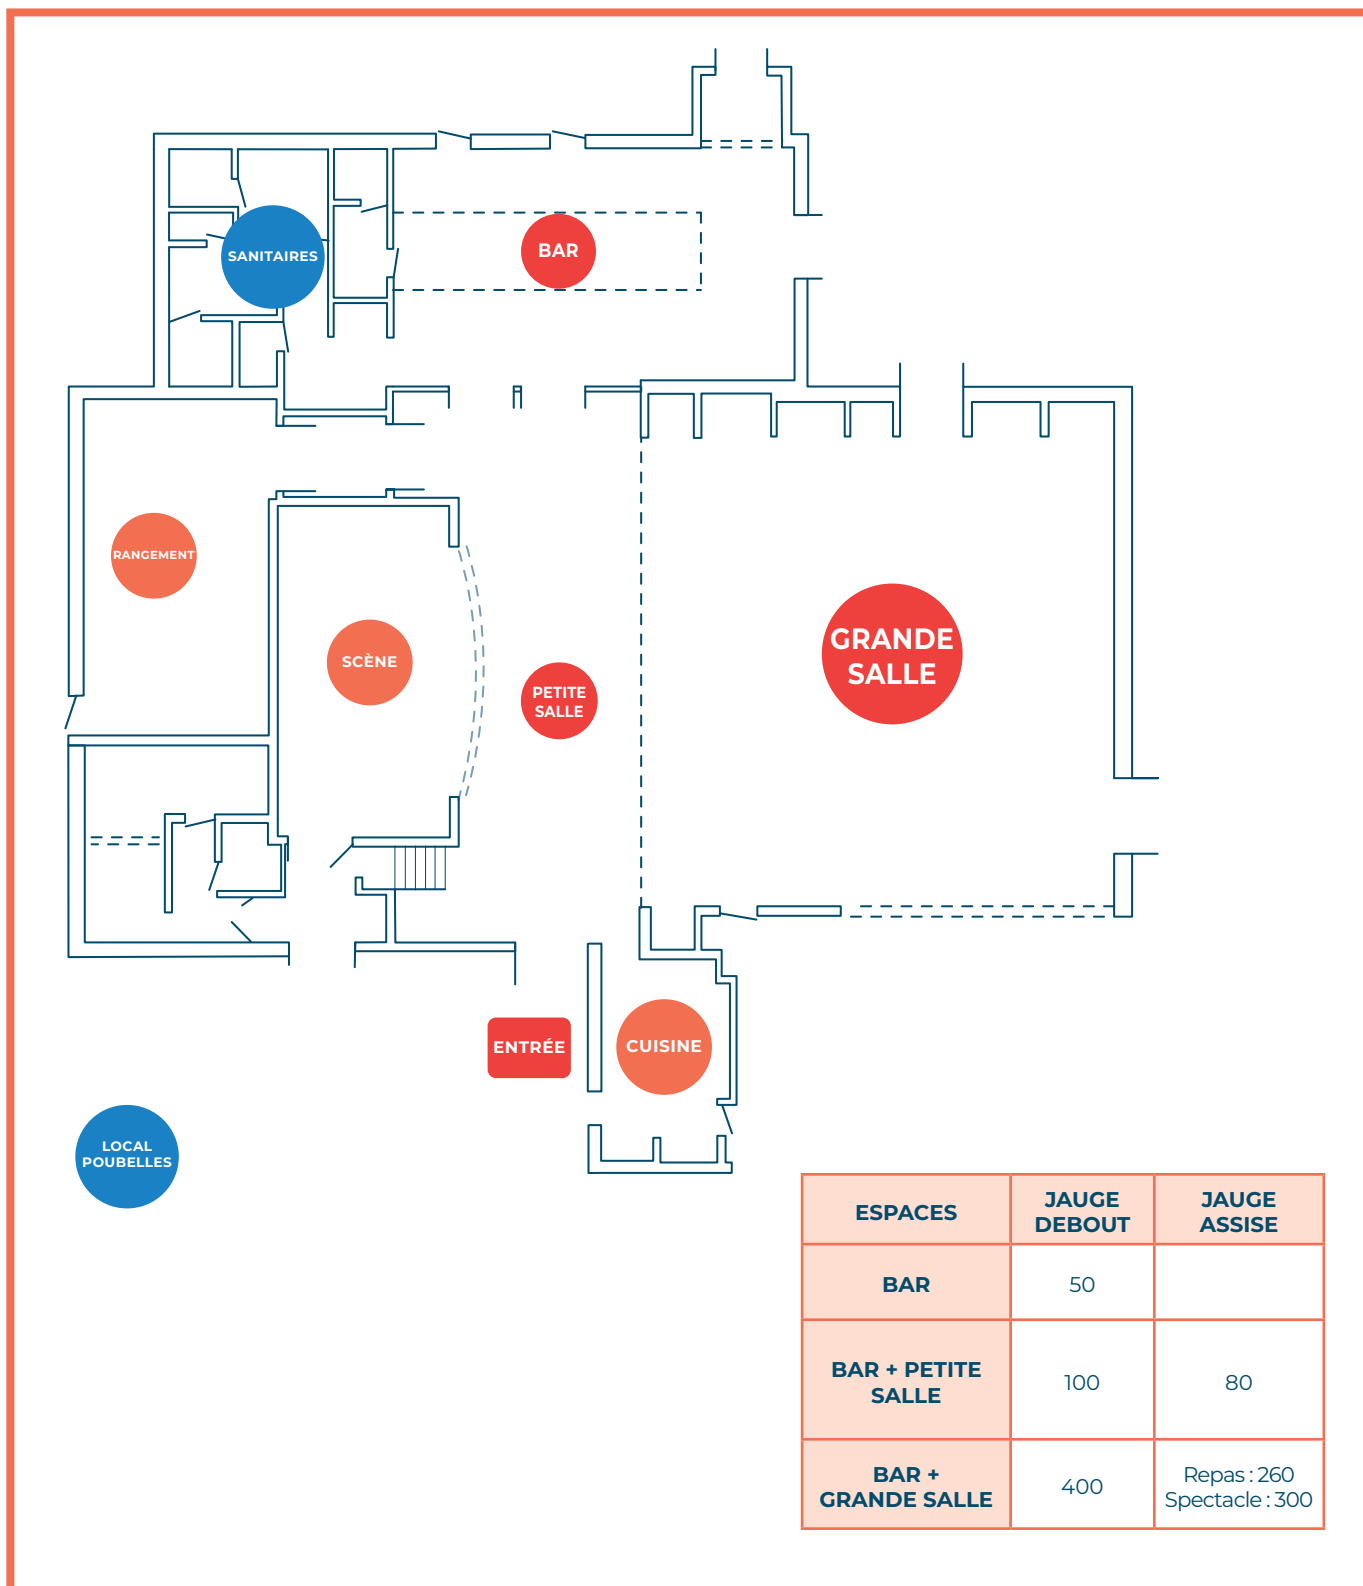 SANITAIRES
BAR
RANGEMENT
SCÈNE
GRANDE
SALLE
PETITE
SALLE
ENTRÉE
CUISINE
LOCAL
POUBELLES
ESPACES
JAUGE
DEBOUT
JAUGE
ASSISE
BAR
50
BAR + PETITE
SALLE
100
80
BAR +
GRANDE SALLE
400
Repas : 260
Spectacle : 300